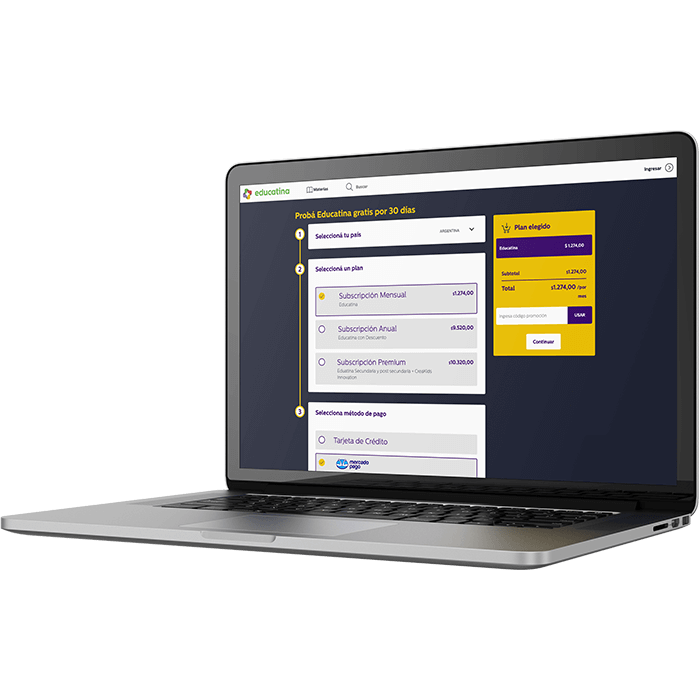 educatina
Materias
Buscar
Ingresar
Probá Educatina gratis por 30 días
1
Seleccioná tu país
ARGENTINA
2
Seleccioná un plan
Subscripción Mensual
$1.274,00
Educatina
Subscripción Anual
$9.520,00
Educatina con Descuento
Subscripción Premium
$10.320,00
Educatina Secundaria y post secundaria + CreaKids
Innovation
3
Selecciona método de pago
Tarjeta de Crédito
mercado
pago
Plan elegido
Educatina
$1.274,00
Subtotal
$1.274,00
Total
$1.274,00 /por
mes
Ingrese código promoción
USAR
Continuar